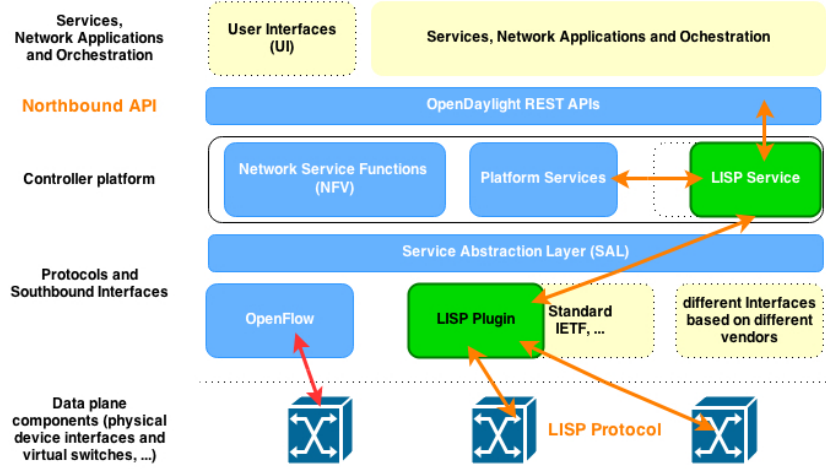 Services,
Network Applications
and Orchestration
User Interfaces
(UI)
Services, Network Applications and Ochestration
Northbound API
OpenDaylight REST APIs
Controller platform
Network Service Functions
(NFV)
Platform Services
LISP Service
Service Abstraction Layer (SAL)
Protocols and
Southbound Interfaces
OpenFlow
LISP Plugin
Standard
IETF, ...
different Interfaces
based on different
vendors
Data plane
components (physical
device interfaces and
virtual switches, ...)
LISP Protocol